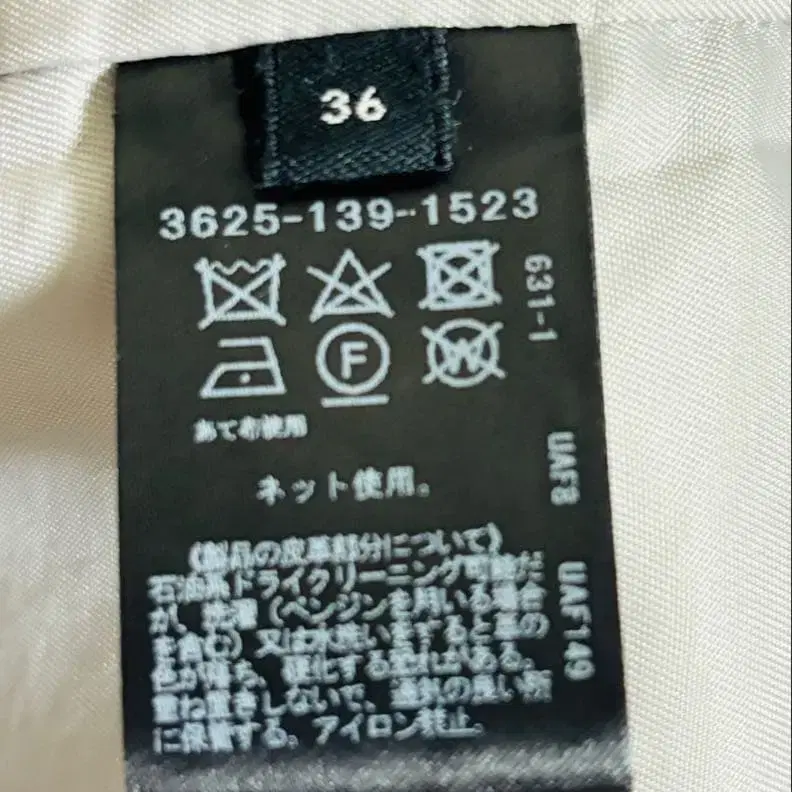 36
3625-139-1523
631-1
F
W
あて布使用
ネット使用。
UAF8
UAF149
(製品の皮革部分について)
石油系ドライクリーニング可能だ
が、(ベンジンを用いる場合
を含む)又は水洗いをすると革の
色が落ち、硬化する恐れがある。
重ね置きしないで、通気の良い所
に保管する。アイロン禁止。